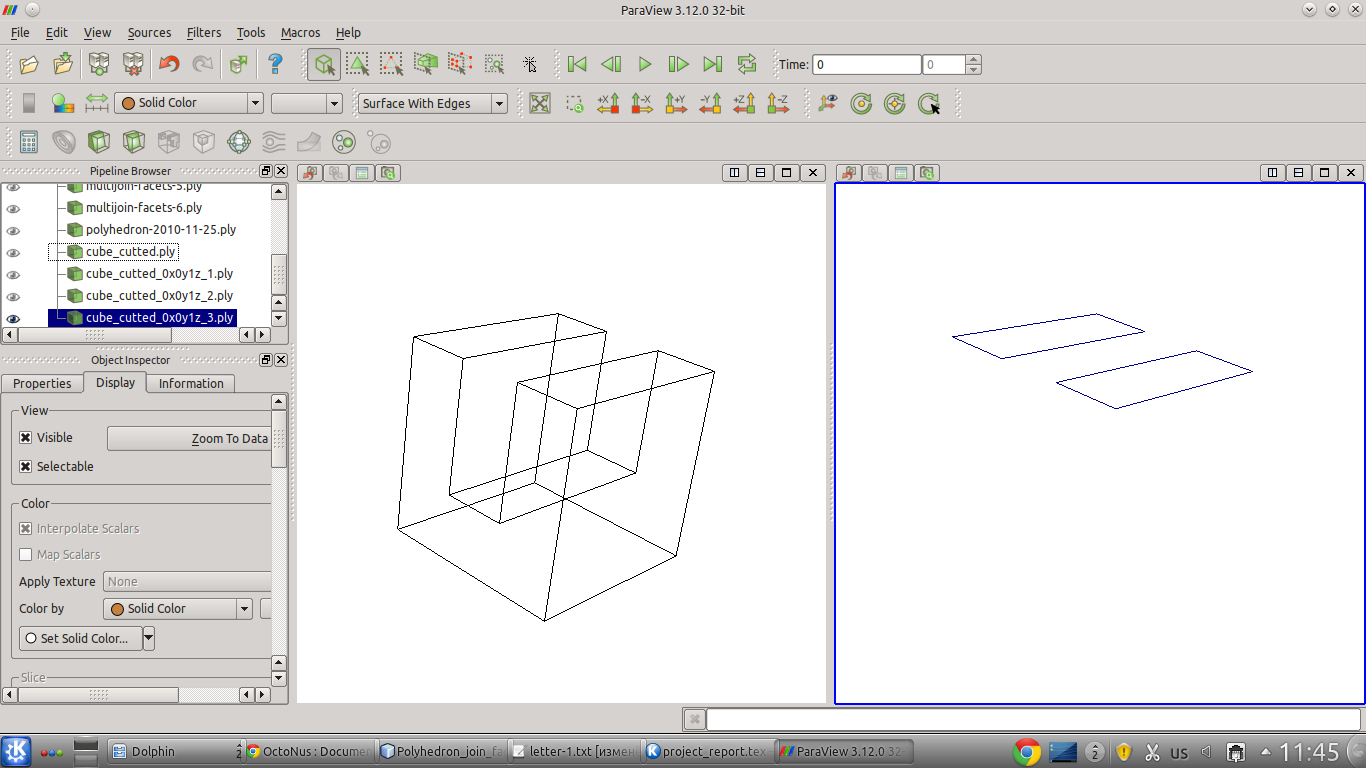 ParaView 3.12.0 32-bit
File Edit View Sources Filters Tools Macros Help
Time: 0 0
Solid Color Surface With Edges +X -X +Y -Y +Z -Z
Pipeline Browser
multijoin-facets-5.ply
multijoin-facets-6.ply
polyhedron-2010-11-25.ply
cube_cutted.ply
cube_cutted_0x0y1z_1.ply
cube_cutted_0x0y1z_2.ply
cube_cutted_0x0y1z_3.ply
Object Inspector
Properties Display Information
View
Visible Zoom To Data
Selectable
Color
Interpolate Scalars
Map Scalars
Apply Texture None
Color by Solid Color
Set Solid Color...
Slice
Dolphin 2 OctoNus : Documen Polyhedron_join_fa letter-1.txt [измен project_report.tex ParaView 3.12.0 32- 2 us 11:45